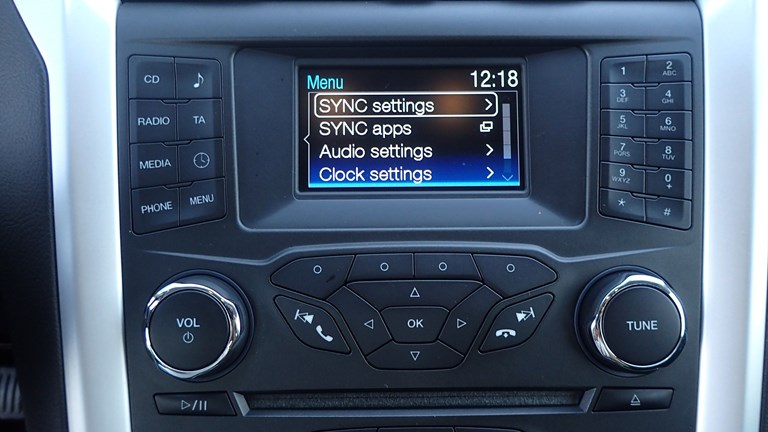 Menu 12:18
SYNC settings
SYNC apps
Audio settings
Clock settings
CD
RADIO TA
MEDIA
PHONE MENU
1 2 ABC
3 DEF 4 GHI
5 JKL 6 MNO
7 PQRS 8 TUV
9 WXYZ 0 +
* #
VOL
OK
TUNE